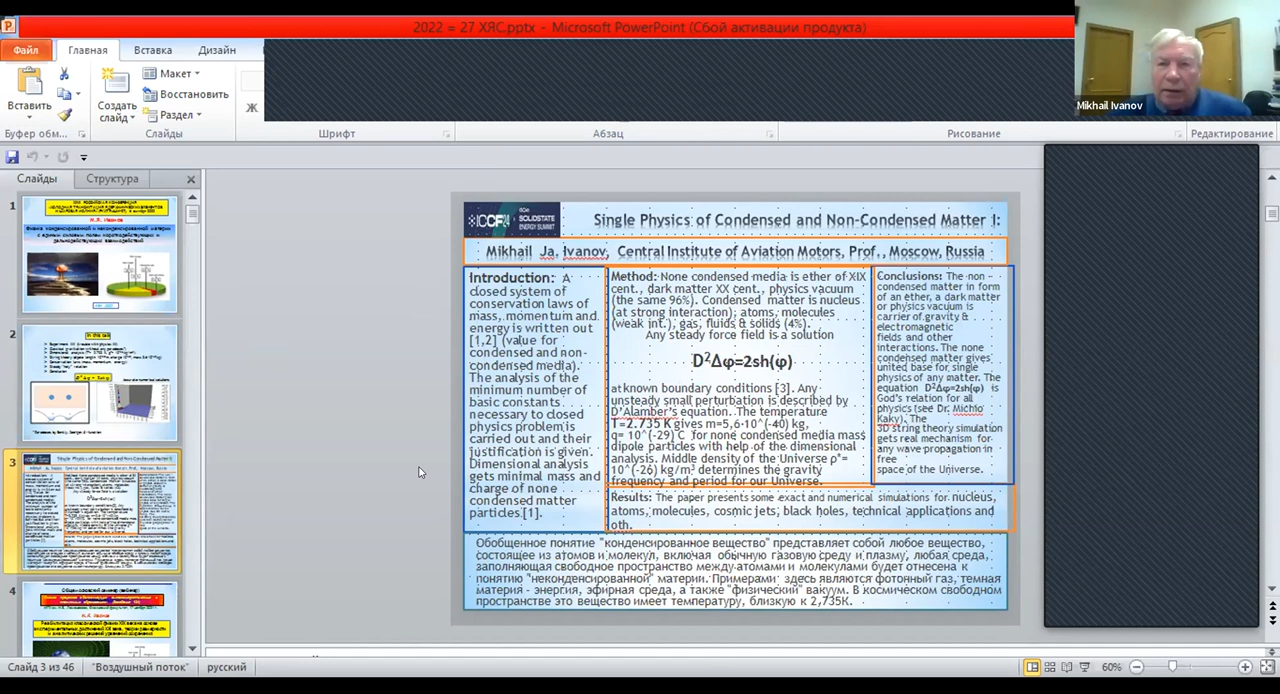 2022 = 27 ХЯС.pptx - Microsoft PowerPoint (Сбой активации продукта)
Файл
Главная
Вставка
Дизайн
Mikhail Ivanov
Вставить
Создать
слайд
Макет
Восстановить
Раздел
Ж
Буфер обм...
Слайды
Шрифт
Абзац
Рисование
Редактирование
Слайды
Структура
1
2
3
4
ICCF24
SOLIDSTATE
ENERGY SUMMIT
Single Physics of Condensed and Non-Condensed Matter I:
Mikhail Ja. Ivanov, Central Institute of Aviation Motors, Prof., Moscow, Russia
Introduction: A
closed system of
conservation laws of
mass, momentum and
energy is written out
[1,2] (value for
condensed and non-
condensed media).
The analysis of the
minimum number of
basic constants
necessary to closed
physics problem is
carried out and their
justification is given.
Dimensional analysis
gets minimal mass and
charge of none
condensed matter
particles.[1].
Method: None condensed media is ether of XIX
cent., dark matter XX cent., physics vacuum
(the same 96%). Condensed matter is nucleus
(at strong interaction); atoms, molecules
(weak int.), gas, fluids & solids (4%).
Any steady force field is a solution
D²Δφ=2sh(φ)
at known boundary conditions [3]. Any
unsteady small perturbation is described by
D'Alamber's equation. The temperature
T=2.735 K gives m=5,6·10^(-40) kg,
q= 10^(-29) C for none condensed media mass
dipole particles with help of the dimensional
analysis. Middle density of the Universe ρ°=
10^(-26) kg/m³ determines the gravity
frequency and period for our Universe.
Conclusions: The non -
condensed matter in form
of an ether, a dark matter
or physics vacuum is
carrier of gravity &
electromagnetic
fields and other
interactions. The none
condensed matter gives
united base for single
physics of any matter. The
equation D²Δφ=2sh(φ) is
God's relation for all
physics (see Dr. Michio
Kaky). The
3D string theory simulation
gets real mechanism for
any wave propagation in
free
space of the Universe.
Results: The paper presents some exact and numerical simulations for nucleus,
atoms, molecules, cosmic jets, black holes, technical applications and
oth.
Обобщенное понятие "конденсированное вещество" представляет собой любое вещество,
состоящее из атомов и молекул, включая обычную газовую среду и плазму, любая среда,
заполняющая свободное пространство между атомами и молекулами будет отнесена к
понятию "неконденсированной" материи. Примерами здесь являются фотонный газ, темная
материя - энергия, эфирная среда, а также "физический" вакуум. В космическом свободном
пространстве это вещество имеет температуру, близкую к 2,735К.
Слайд 3 из 46
"Воздушный поток"
русский
60%